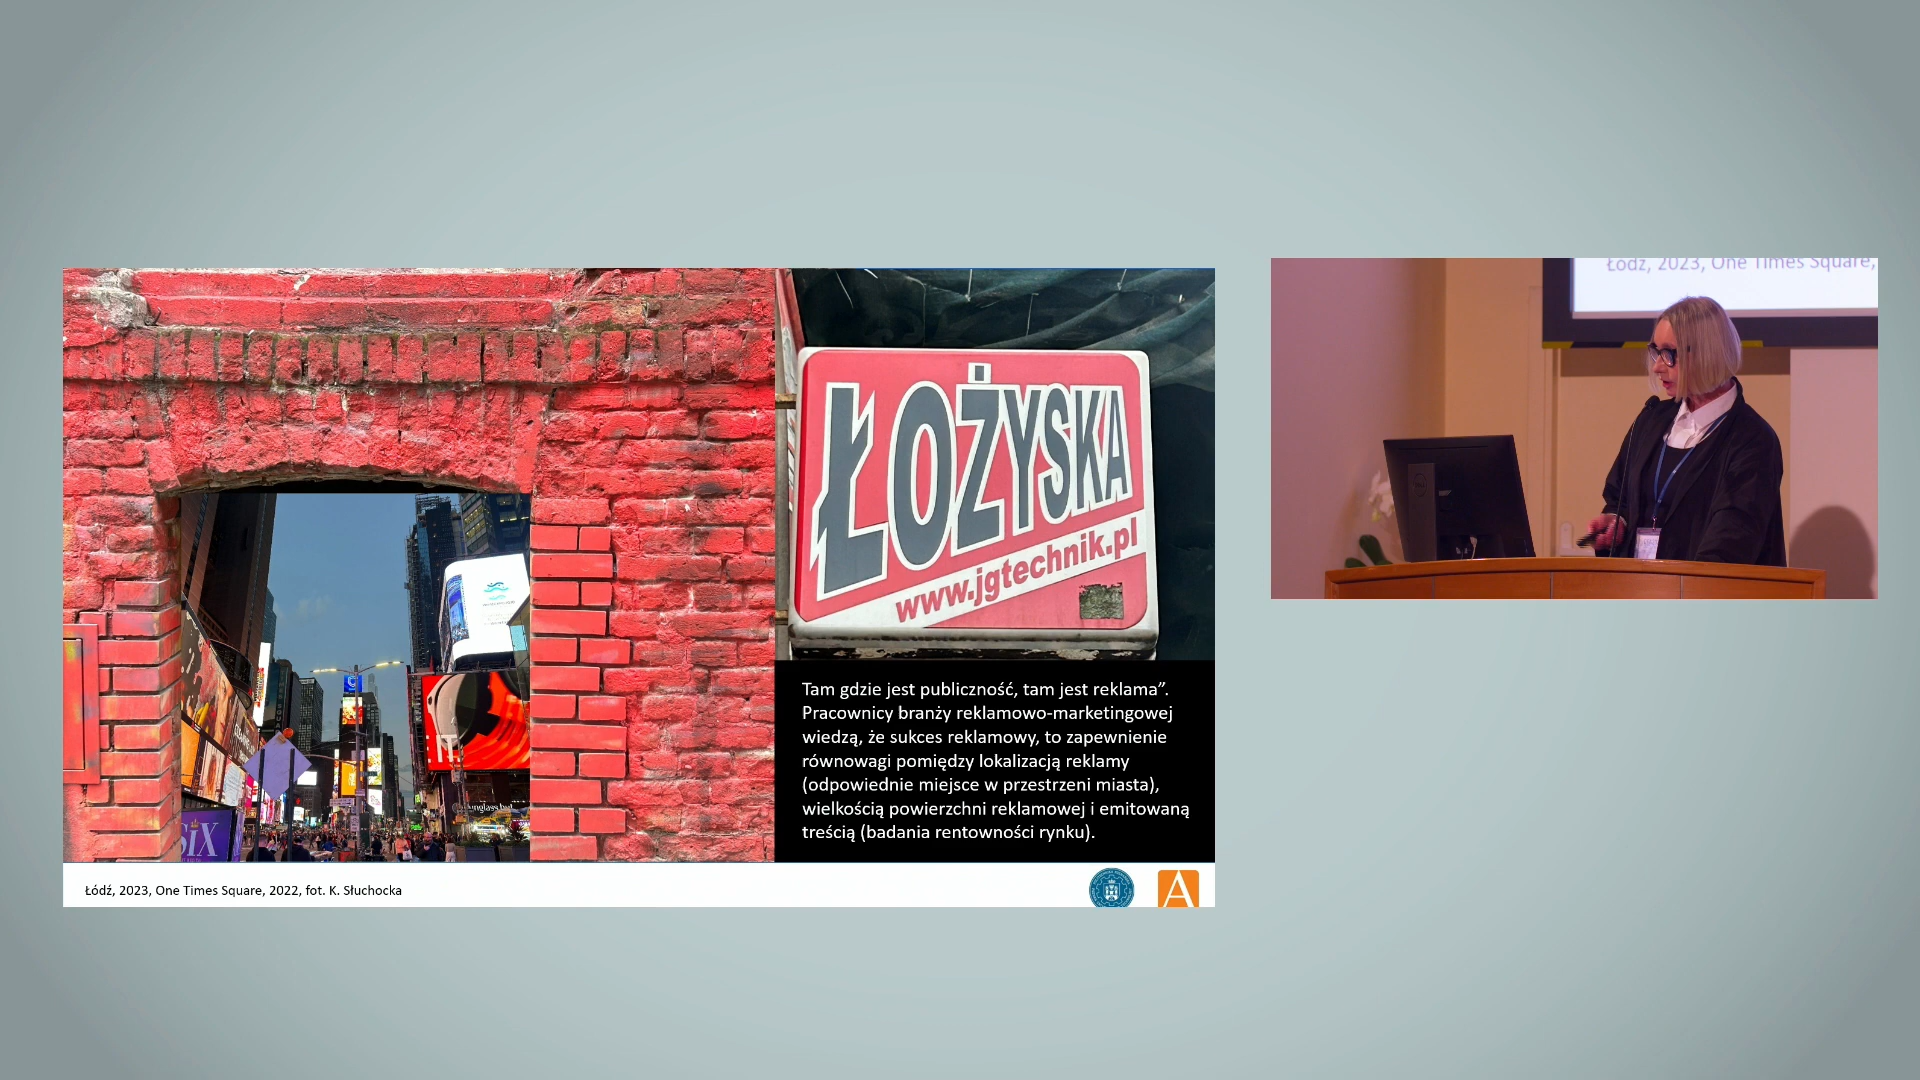 Łódź, 2023, One Times Square,
ŁOŻYSKA
www.jgtechnik.pl
SIX
Tam gdzie jest publiczność, tam jest reklama”.
Pracownicy branży reklamowo-marketingowej
wiedzą, że sukces reklamowy, to zapewnienie
równowagi pomiędzy lokalizacją reklamy
(odpowiednie miejsce w przestrzeni miasta),
wielkością powierzchni reklamowej i emitowaną
treścią (badania rentowności rynku).
Łódź, 2023, One Times Square, 2022, fot. K. Słuchocka
A